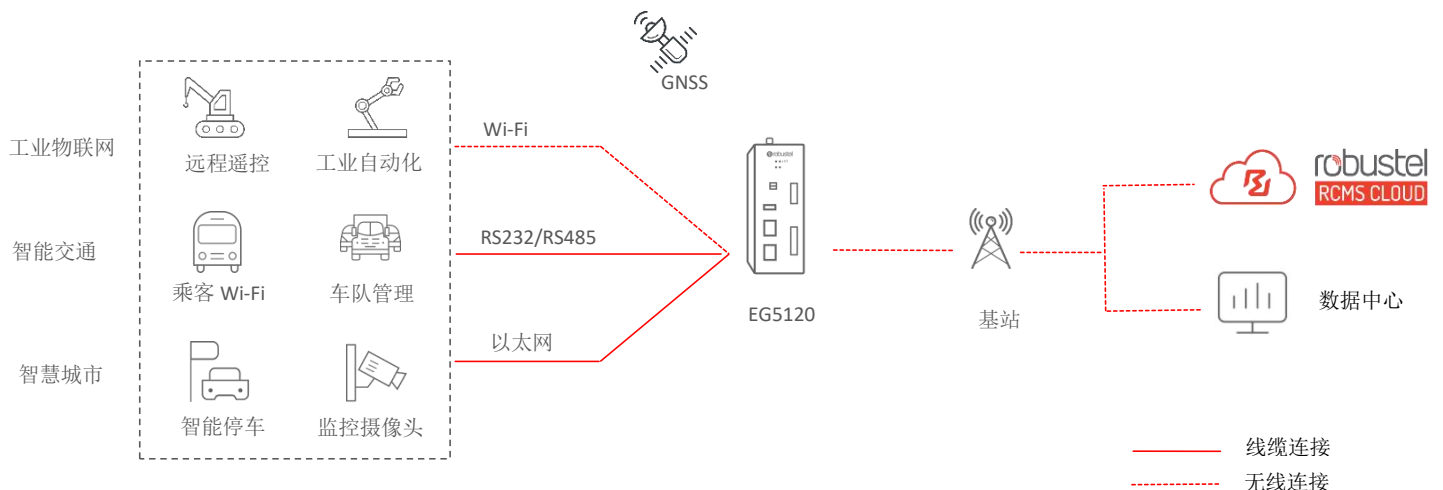 GNSS
工业物联网
远程遥控
工业自动化
Wi-Fi
robustel
robustel
RCMS CLOUD
智能交通
乘客 Wi-Fi
车队管理
RS232/RS485
EG5120
基站
数据中心
智慧城市
智能停车
监控摄像头
以太网
线缆连接
无线连接